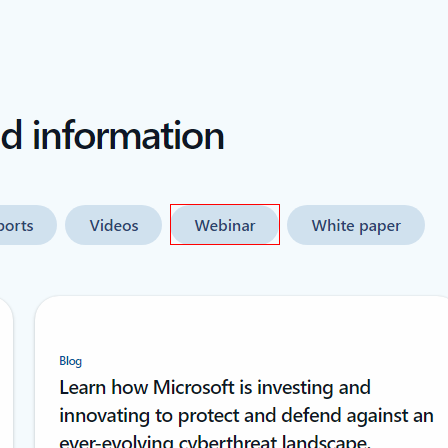 d information
ports Videos Webinar White paper
Blog
Learn how Microsoft is investing and
innovating to protect and defend against an
ever-evolving cyberthreat landscape.